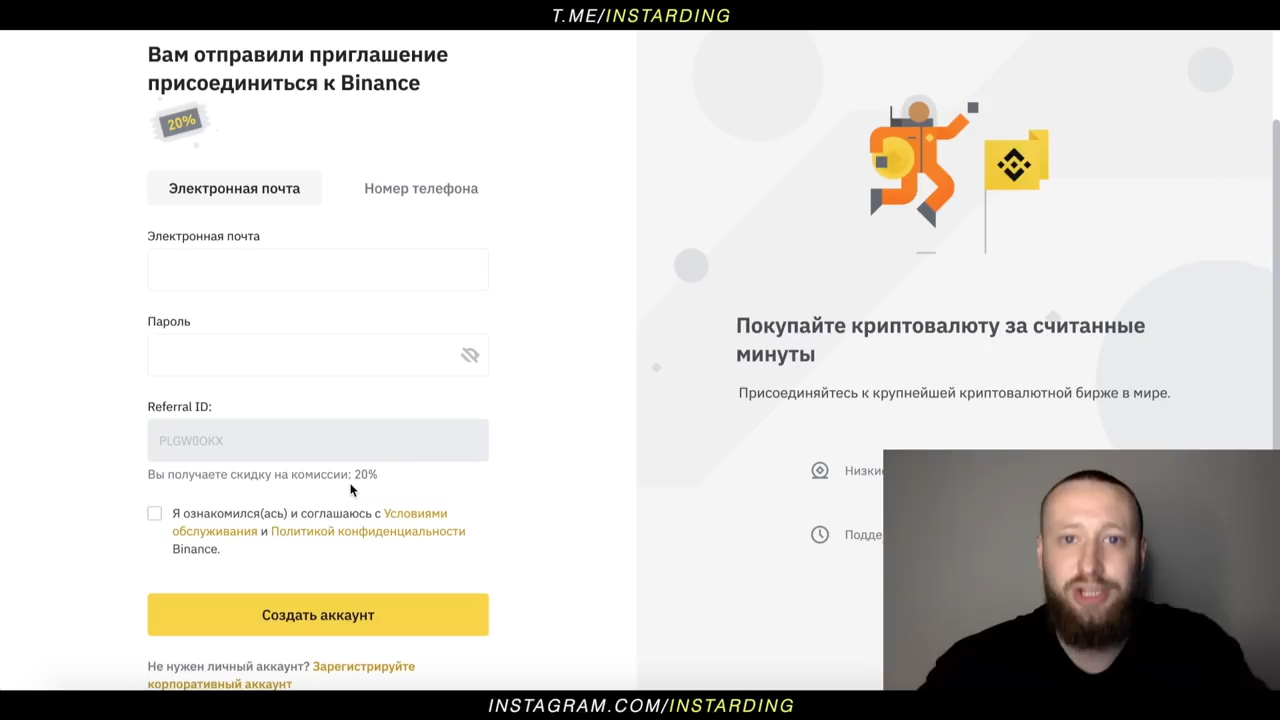 T.ME/INSTARDING
Вам отправили приглашение
присоединиться к Binance
20%
Электронная почта
Номер телефона
Электронная почта
Пароль
Referral ID:
PLGW0OKX
Вы получаете скидку на комиссии: 20%
Я ознакомился(ась) и соглашаюсь с Условиями
обслуживания и Политикой конфиденциальности
Binance.
Создать аккаунт
Не нужен личный аккаунт? Зарегистрируйте
корпоративный аккаунт
Покупайте криптовалюту за считанные
минуты
Присоединяйтесь к крупнейшей криптовалютной бирже в мире.
Низкие
Подде
INSTAGRAM.COM/INSTARDING